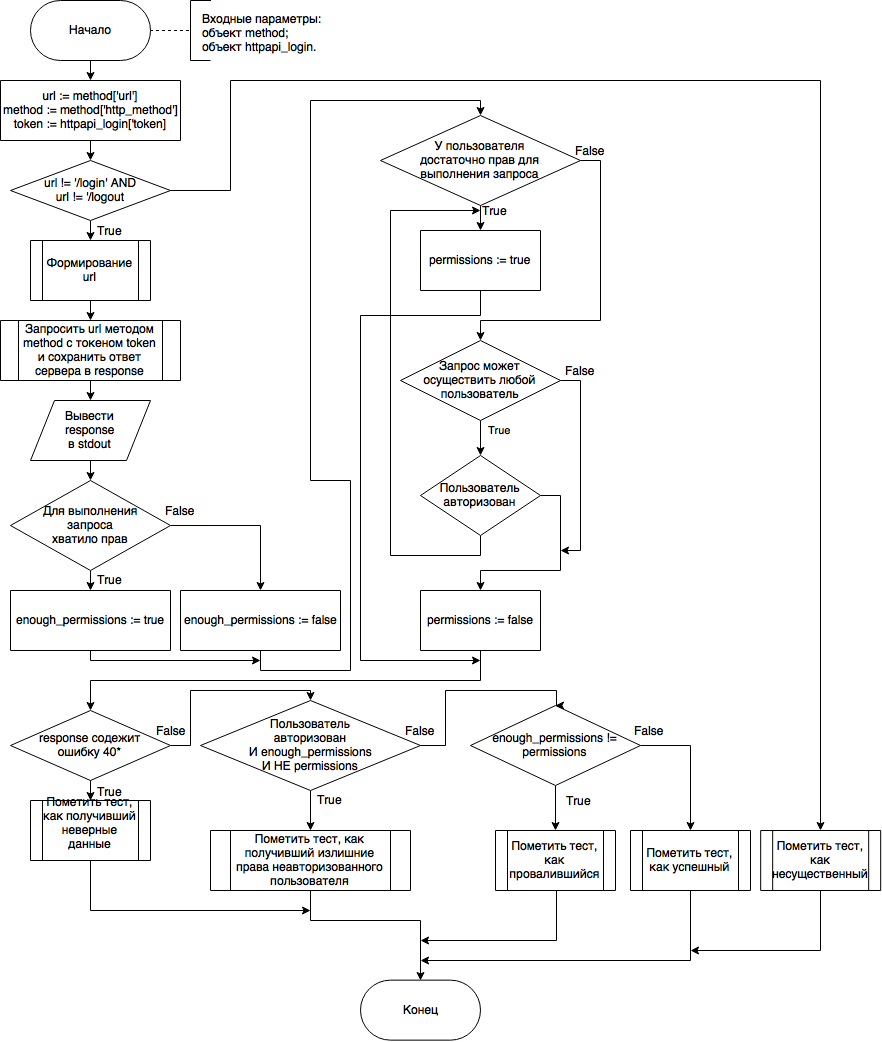 Начало
Входные параметры:
объект method;
объект httpapi_login.
url := method['url']
method := method['http_method']
token := httpapi_login['token]
url != '/login' AND
url != '/logout
True
Формирование
url
Запросить url методом
method с токеном token
и сохранить ответ
сервера в response
Вывести
response
в stdout
Для выполнения
запроса
хватило прав
False
True
enough_permissions := true
enough_permissions := false
У пользователя
достаточно прав для
выполнения запроса
False
True
permissions := true
Запрос может
осуществить любой
пользователь
False
True
Пользователь
авторизован
permissions := false
response содежит
ошибку 40*
False
True
Пометить тест,
как получивший
неверные
данные
Пользователь
авторизован
И enough_permissions
И НЕ permissions
False
True
Пометить тест, как
получивший излишние
права неавторизованного
пользователя
enough_permissions !=
permissions
False
True
Пометить тест,
как
провалившийся
Пометить тест,
как успешный
Пометить тест,
как
несущественный
Конец